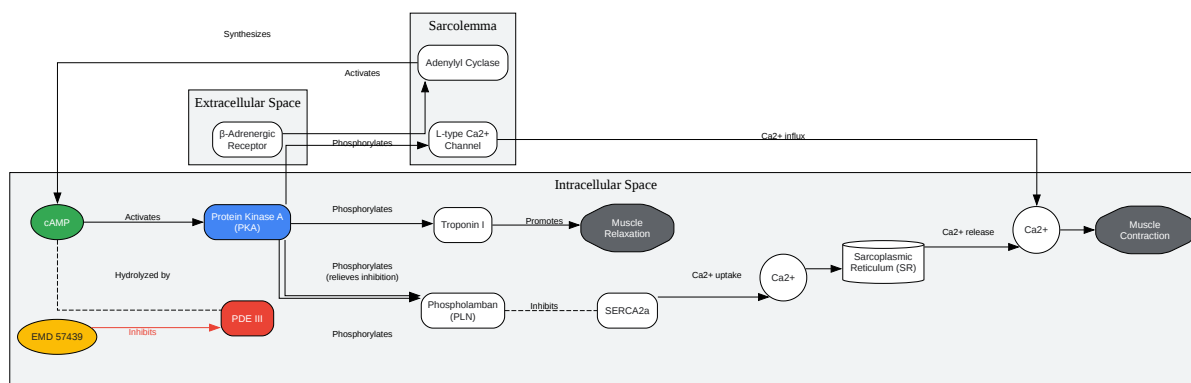 Sarcolemma
Synthesizes
Adenylyl Cyclase
Activates
Extracellular Space
β-Adrenergic
Receptor
L-type Ca2+
Channel
Phosphorylates
Ca2+ influx
Intracellular Space
cAMP
Activates
Protein Kinase A
(PKA)
Phosphorylates
Troponin I
Promotes
Muscle
Relaxation
Ca2+
Muscle
Contraction
Ca2+ release
Sarcoplasmic
Reticulum (SR)
Hydrolyzed by
Phosphorylates
(relieves inhibition)
Ca2+ uptake
Ca2+
Phospholamban
(PLN)
Inhibits
SERCA2a
PDE III
EMD 57439
Inhibits
Phosphorylates